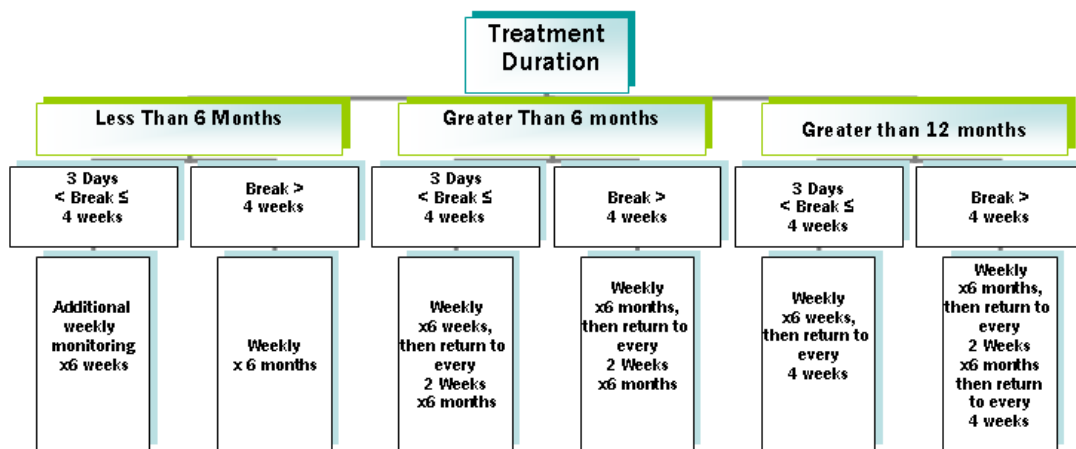 Treatment
Duration
Less Than 6 Months
Greater Than 6 months
Greater than 12 months
3 Days
< Break ≤
4 weeks
Break >
4 weeks
3 Days
< Break ≤
4 weeks
Break >
4 weeks
3 Days
< Break ≤
4 weeks
Break >
4 weeks
Additional
weekly
monitoring
x6 weeks
Weekly
x 6 months
Weekly
x6 weeks,
then return to
every
2 Weeks
x6 months
Weekly
x6 months,
then return to
every
2 Weeks
x6 months
Weekly
x6 weeks,
then return to
every
4 weeks
Weekly
x6 months,
then return to
every
2 Weeks
x6 months
then return
to every
4 weeks